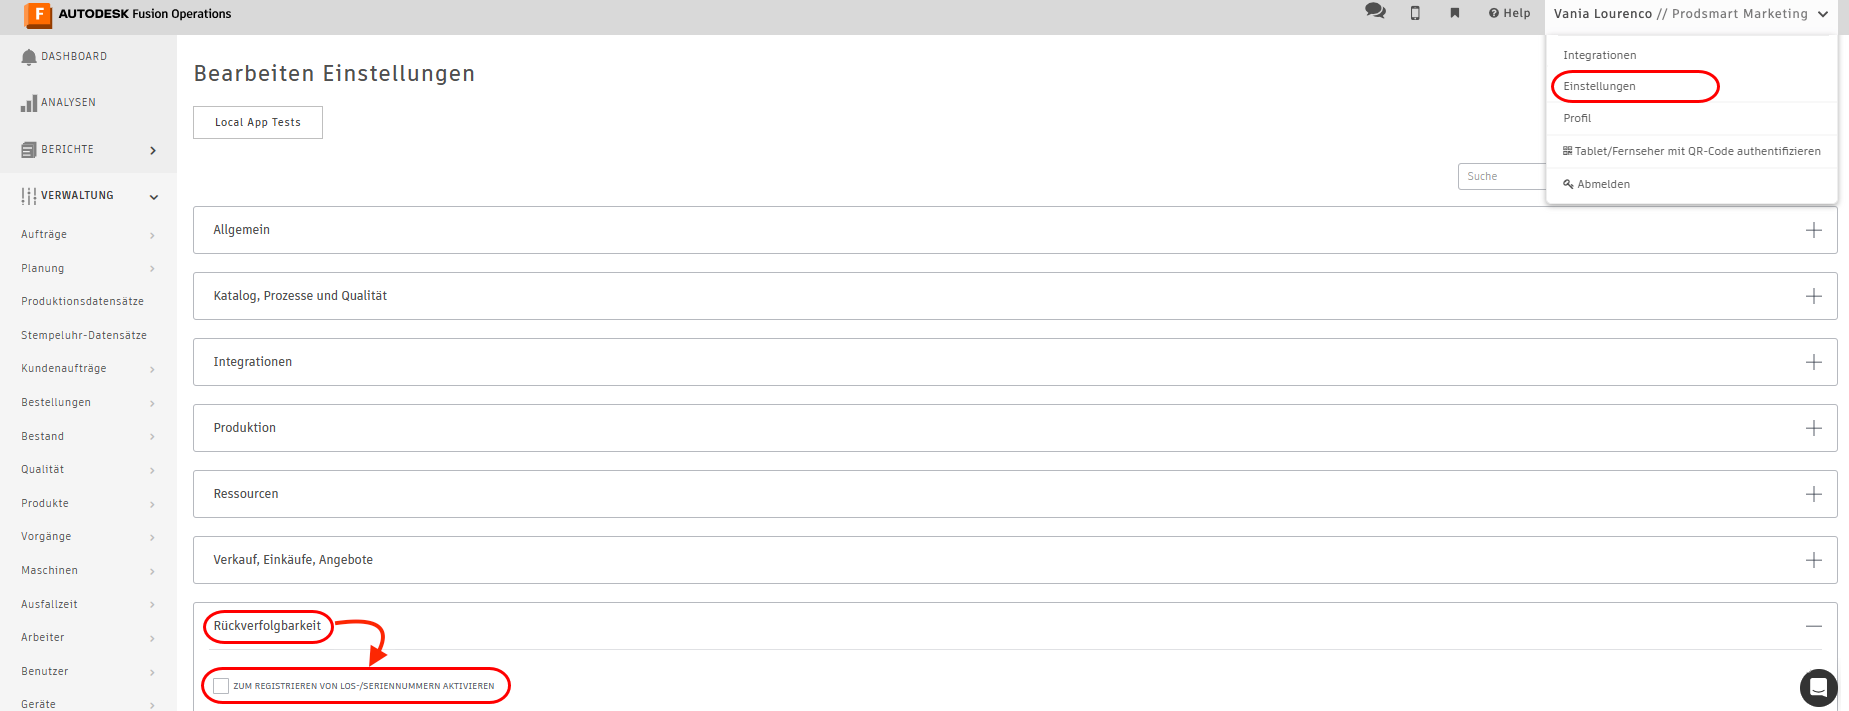 AUTODESK Fusion Operations
Help
Vania Lourenco // Prodsmart Marketing
Integrationen
Einstellungen
Profil
Tablet/Fernseher mit QR-Code authentifizieren
Abmelden
DASHBOARD
ANALYSEN
BERICHTE
VERWALTUNG
Aufträge
Planung
Produktionsdatensätze
Stempeluhr-Datensätze
Kundenaufträge
Bestellungen
Bestand
Qualität
Produkte
Vorgänge
Maschinen
Ausfallzeit
Arbeiter
Benutzer
Geräte
Bearbeiten Einstellungen
Local App Tests
Suche
Allgemein
Katalog, Prozesse und Qualität
Integrationen
Produktion
Ressourcen
Verkauf, Einkäufe, Angebote
Rückverfolgbarkeit
ZUM REGISTRIEREN VON LOS-/SERIENNUMMERN AKTIVIEREN